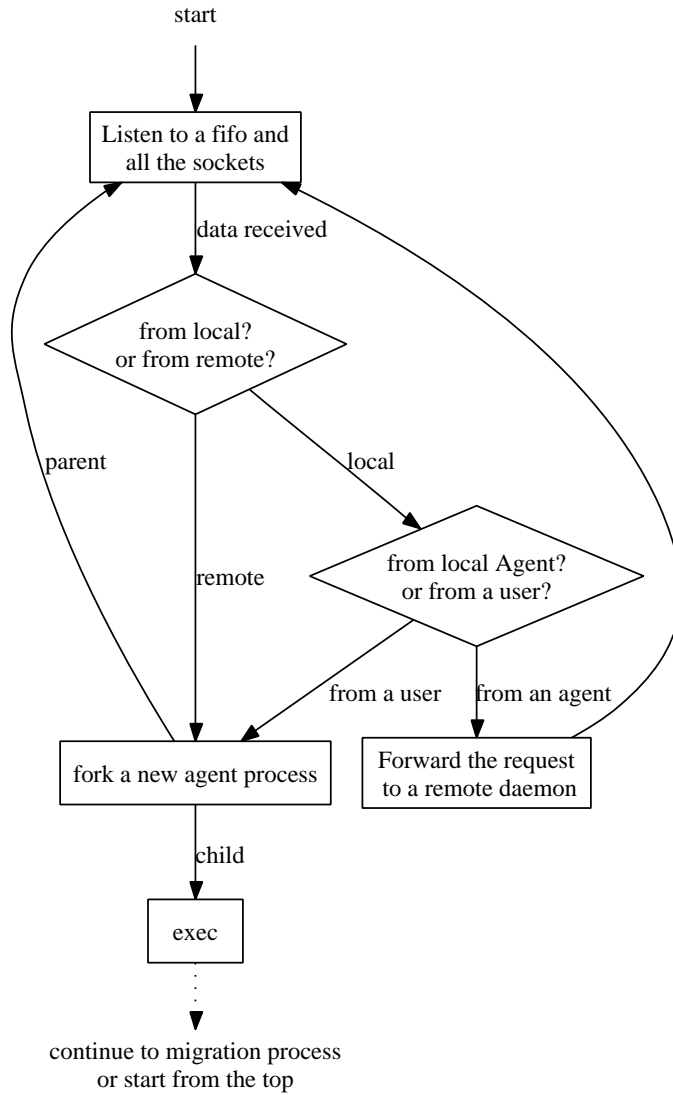 start
Listen to a fifo and
all the sockets
data received
from local?
or from remote?
parent
local
from local Agent?
or from a user?
remote
from a user
from an agent
fork a new agent process
Forward the request
to a remote daemon
child
exec
continue to migration process
or start from the top